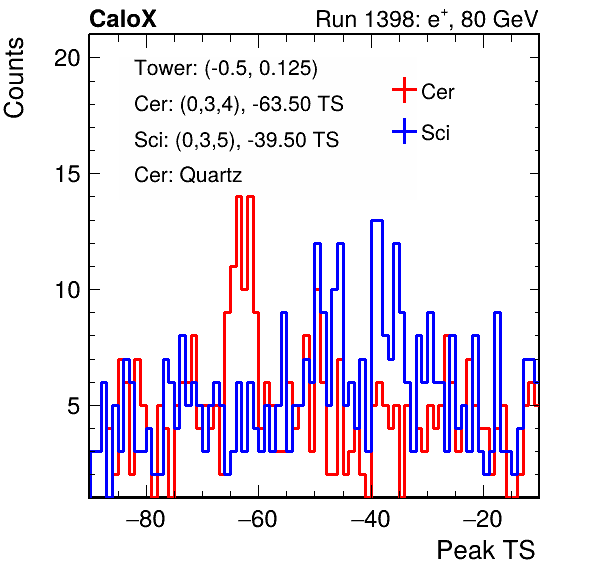 CaloX Run 1398: e⁺, 80 GeV
Counts
Tower: (-0.5, 0.125)
Cer: (0,3,4), -63.50 TS
Sci: (0,3,5), -39.50 TS
Cer: Quartz
Cer
Sci
20
15
10
5
−80 −60 −40 −20
Peak TS